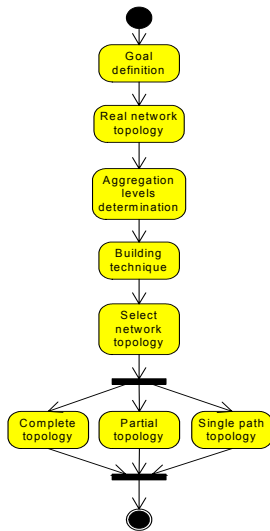 Goal
definition
Real network
topology
Aggregation
levels
determination
Building
technique
Select
network
topology
Complete
topology
Partial
topology
Single path
topology